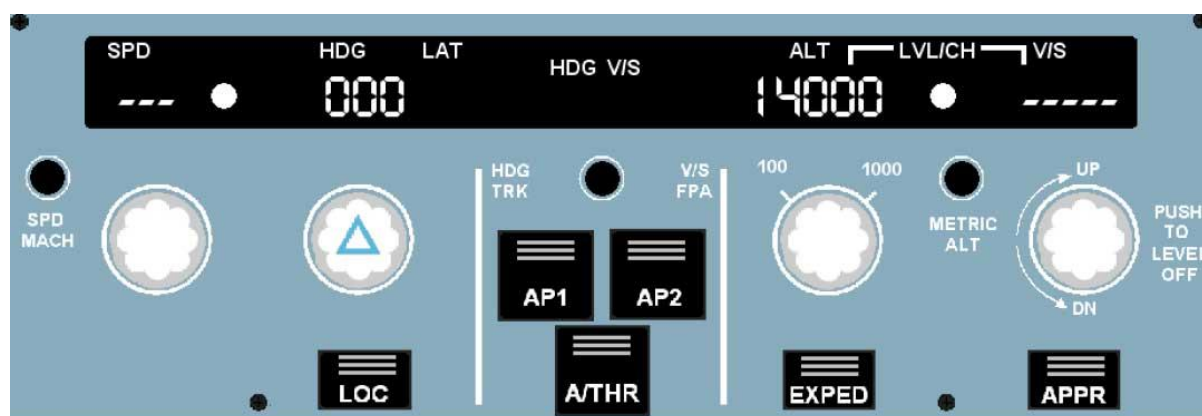 SPD HDG LAT HDG V/S ALT LVL/CH V/S
--- 000 14000 -----
HDG V/S 100 1000 UP
TRK FPA
SPD
MACH
METRIC
ALT
PUSH
TO
LEVEL
OFF
AP1 AP2
DN
LOC A/THR EXPED APPR